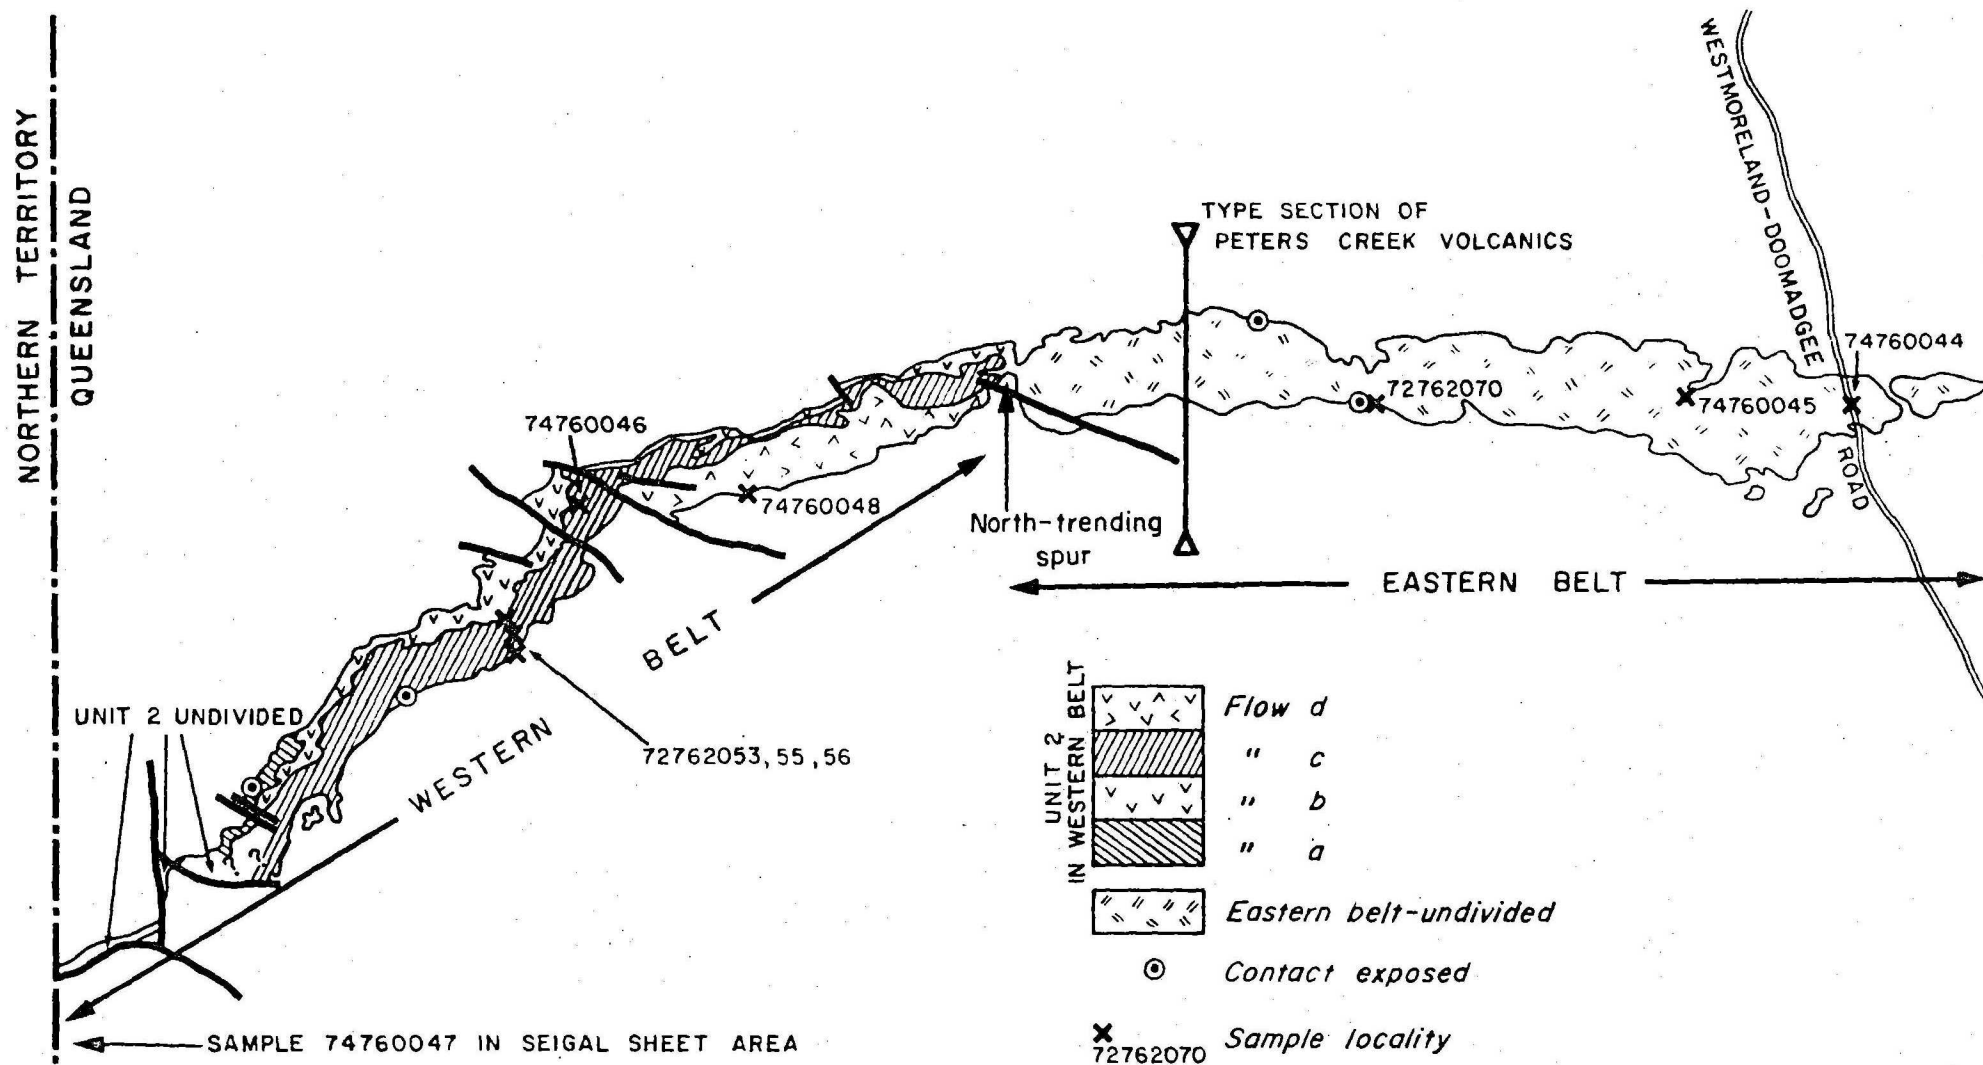 NORTHERN TERRITORY
QUEENSLAND
WESTMORELAND-DOOMADGEE
ROAD
TYPE SECTION OF
PETERS CREEK VOLCANICS
74760044
72762070
74760045
74760046
74760048
North-trending
spur
EASTERN BELT
WESTERN BELT
UNIT 2 UNDIVIDED
72762053, 55, 56
UNIT 2,
IN WESTERN BELT
Flow d
" c
" b
" a
Eastern belt-undivided
Contact exposed
72762070 Sample locality
SAMPLE 74760047 IN SEIGAL SHEET AREA